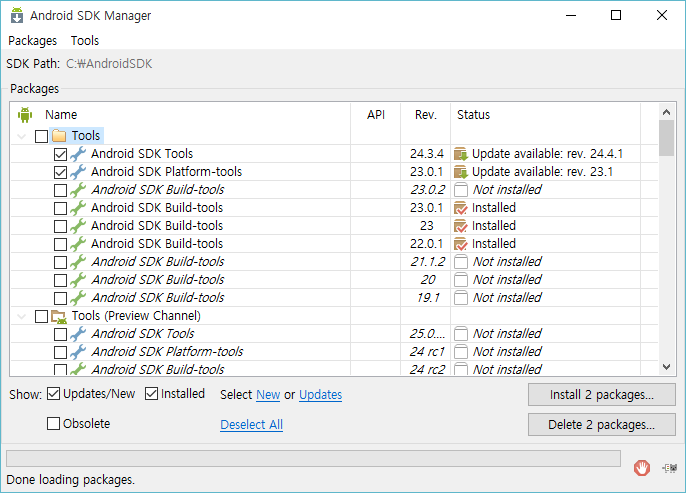 Android SDK Manager
Packages Tools
SDK Path: C:₩AndroidSDK
Packages
Name API Rev. Status
Tools
Android SDK Tools 24.3.4 Update available: rev. 24.4.1
Android SDK Platform-tools 23.0.1 Update available: rev. 23.1
Android SDK Build-tools 23.0.2 Not installed
Android SDK Build-tools 23.0.1 Installed
Android SDK Build-tools 23 Installed
Android SDK Build-tools 22.0.1 Installed
Android SDK Build-tools 21.1.2 Not installed
Android SDK Build-tools 20 Not installed
Android SDK Build-tools 19.1 Not installed
Tools (Preview Channel)
Android SDK Tools 25.0.... Not installed
Android SDK Platform-tools 24 rc1 Not installed
Android SDK Build-tools 24 rc2 Not installed
Show: Updates/New Installed Select New or Updates Install 2 packages...
Obsolete Deselect All Delete 2 packages...
Done loading packages.